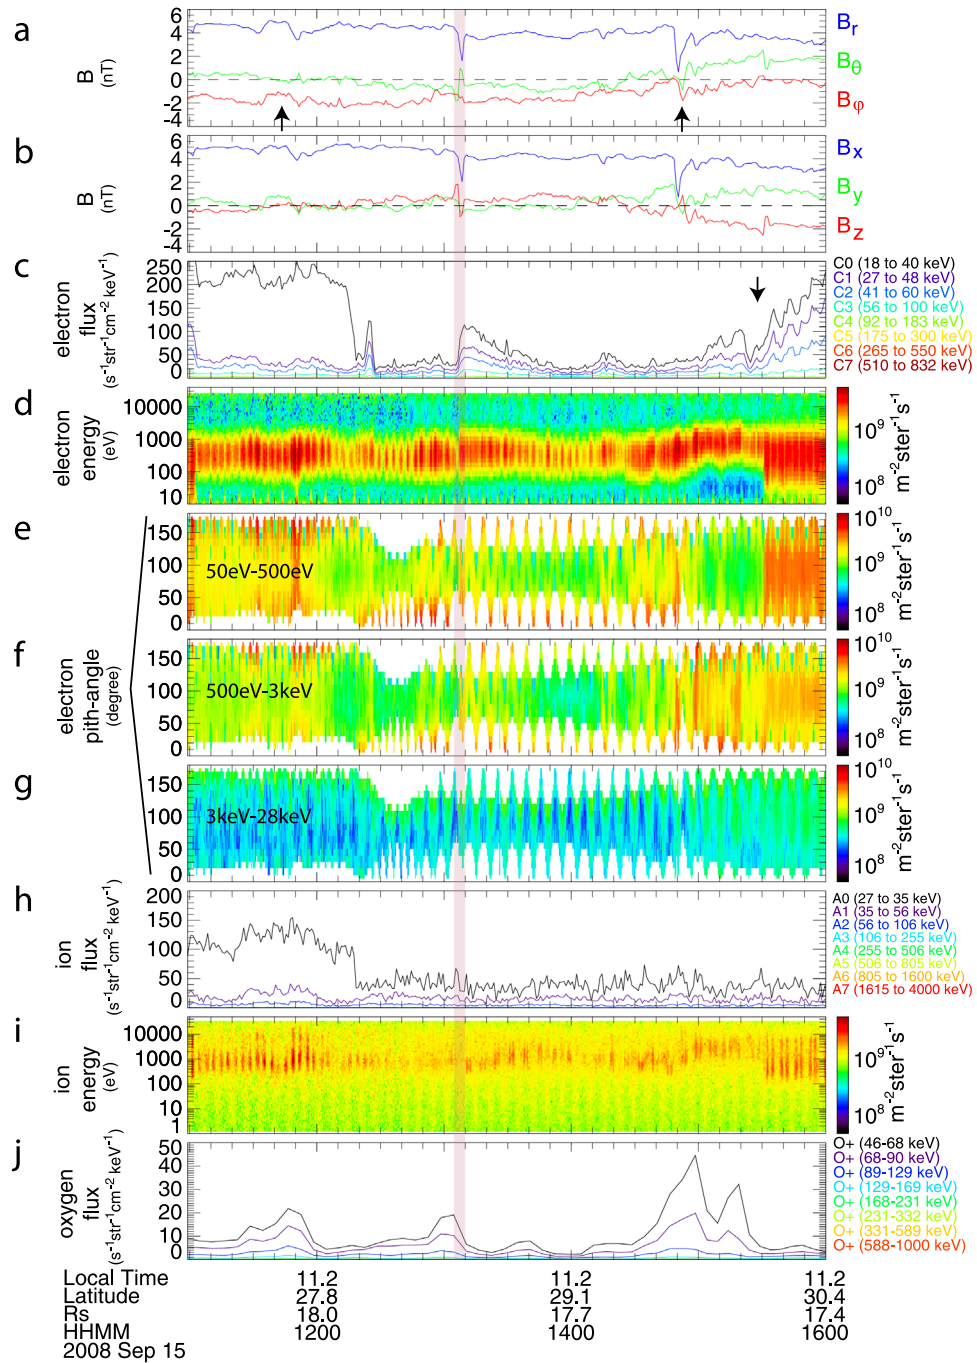 a
B
(nT)
6
4
2
0
-2
-4
Br
Bθ
Bφ
b
B
(nT)
6
4
2
0
-2
-4
Bx
By
Bz
c
electron
flux
(s⁻¹str⁻¹cm⁻² keV⁻¹)
250
200
150
100
50
0
C0 (18 to 40 keV)
C1 (27 to 48 keV)
C2 (41 to 60 keV)
C3 (56 to 100 keV)
C4 (92 to 183 keV)
C5 (175 to 300 keV)
C6 (265 to 550 keV)
C7 (510 to 832 keV)
d
electron
energy
(eV)
10000
1000
100
10
10⁹
10⁸
m⁻²ster⁻¹s⁻¹
electron
pith-angle
(degree)
e
150
100
50
0
50eV-500eV
10¹⁰
10⁹
10⁸
m⁻²ster⁻¹s⁻¹
f
150
100
50
0
500eV-3keV
10¹⁰
10⁹
10⁸
m⁻²ster⁻¹s⁻¹
g
150
100
50
0
3keV-28keV
10¹⁰
10⁹
10⁸
m⁻²ster⁻¹s⁻¹
h
ion
flux
(s⁻¹str⁻¹cm⁻² keV⁻¹)
200
150
100
50
0
A0 (27 to 35 keV)
A1 (35 to 56 keV)
A2 (56 to 106 keV)
A3 (106 to 255 keV)
A4 (255 to 506 keV)
A5 (506 to 805 keV)
A6 (805 to 1600 keV)
A7 (1615 to 4000 keV)
i
ion
energy
(eV)
10000
1000
100
10
1
10⁹
10⁸
m⁻²ster⁻¹s⁻¹
j
oxygen
flux
(s⁻¹str⁻¹cm⁻² keV⁻¹)
50
40
30
20
10
0
O+ (46-68 keV)
O+ (68-90 keV)
O+ (89-129 keV)
O+ (129-169 keV)
O+ (168-231 keV)
O+ (231-332 keV)
O+ (331-589 keV)
O+ (588-1000 keV)
Local Time 11.2 11.2 11.2
Latitude 27.8 29.1 30.4
Rs 18.0 17.7 17.4
HHMM 1200 1400 1600
2008 Sep 15